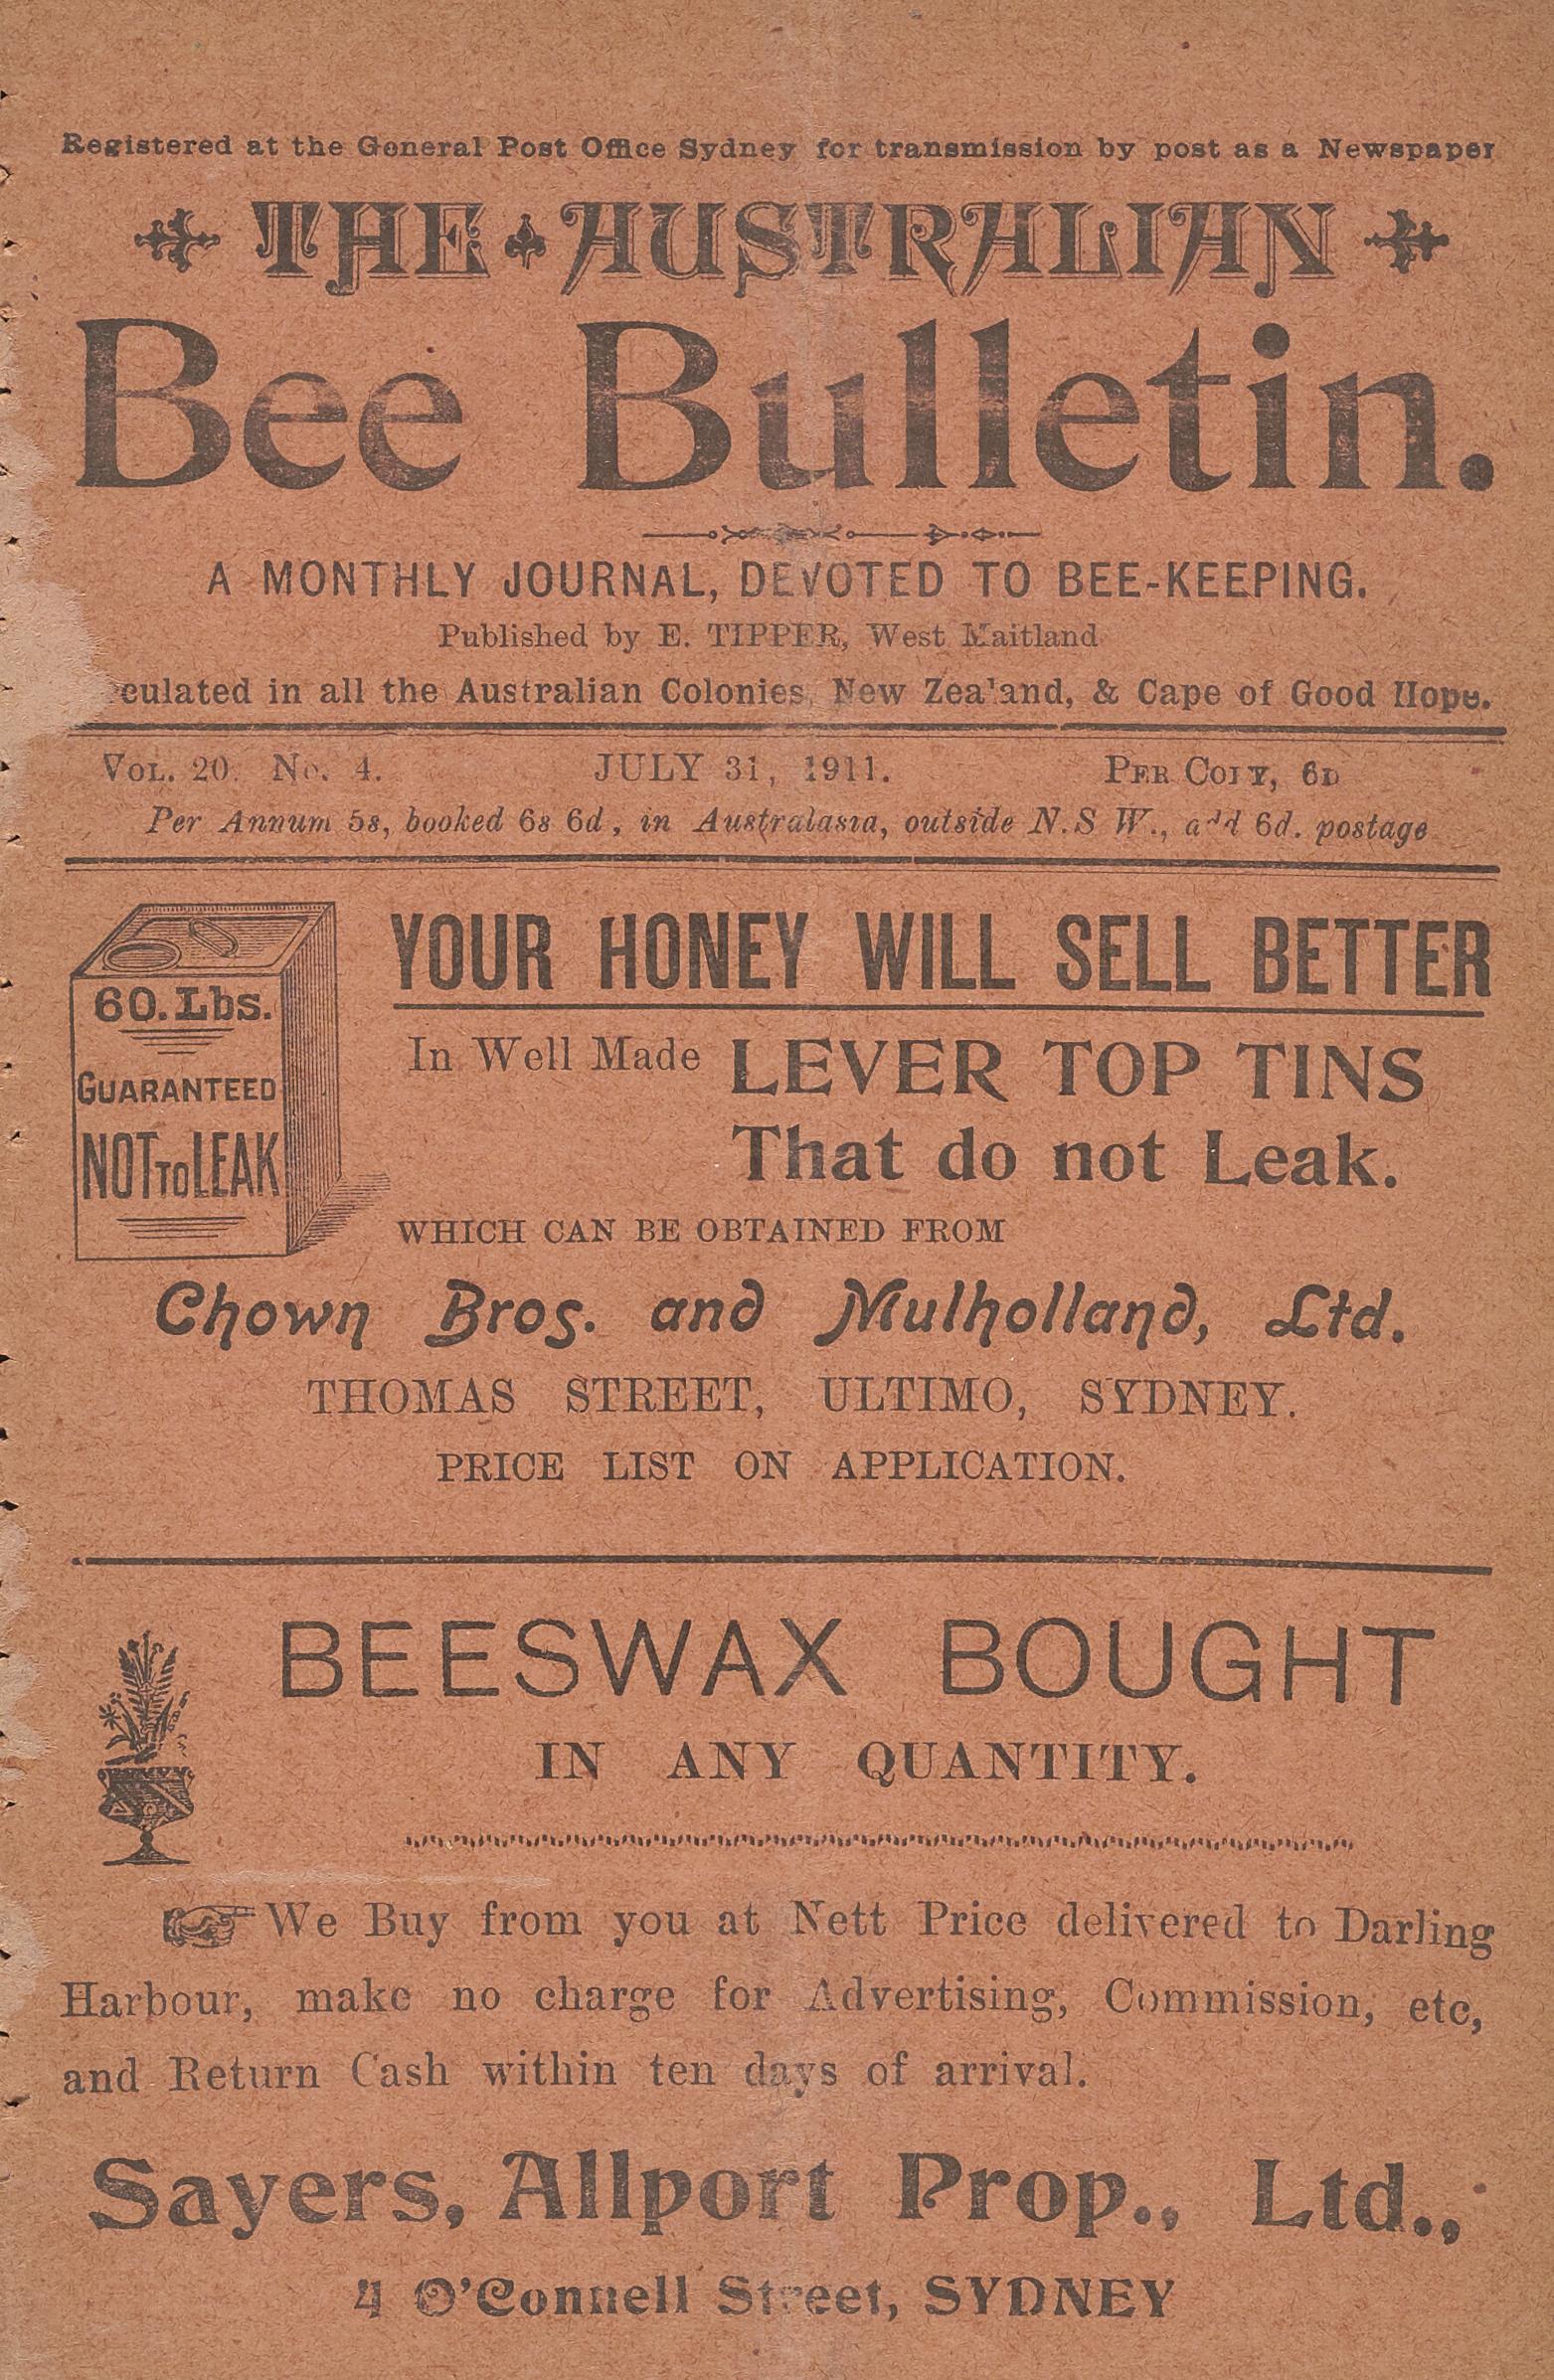 Registered at the General Post Office Sydney for transmission by post as a Newspaper
THE AUSTRALIAN
Bee Bulletin.
A MONTHLY JOURNAL, DEVOTED TO BEE-KEEPING.
Published by E. TIPPER, West Maitland
culated in all the Australian Colonies, New Zealand, & Cape of Good Hope.
VOL. 20. No. 4. JULY 31, 1911. PER COPY, 6D
Per Annum 5s, booked 6s 6d, in Australasia, outside N.S W., add 6d. postage
60. Lbs.
GUARANTEED
NOT TO LEAK
YOUR HONEY WILL SELL BETTER
In Well Made LEVER TOP TINS
That do not Leak.
WHICH CAN BE OBTAINED FROM
Chown Bros. and Mulholland, Ltd.
THOMAS STREET, ULTIMO, SYDNEY.
PRICE LIST ON APPLICATION.
BEESWAX BOUGHT
IN ANY QUANTITY.
We Buy from you at Nett Price delivered to Darling
Harbour, make no charge for Advertising, Commission, etc,
and Return Cash within ten days of arrival.
Sayers, Allport Prop., Ltd.,
4 O'Connell Street, SYDNEY